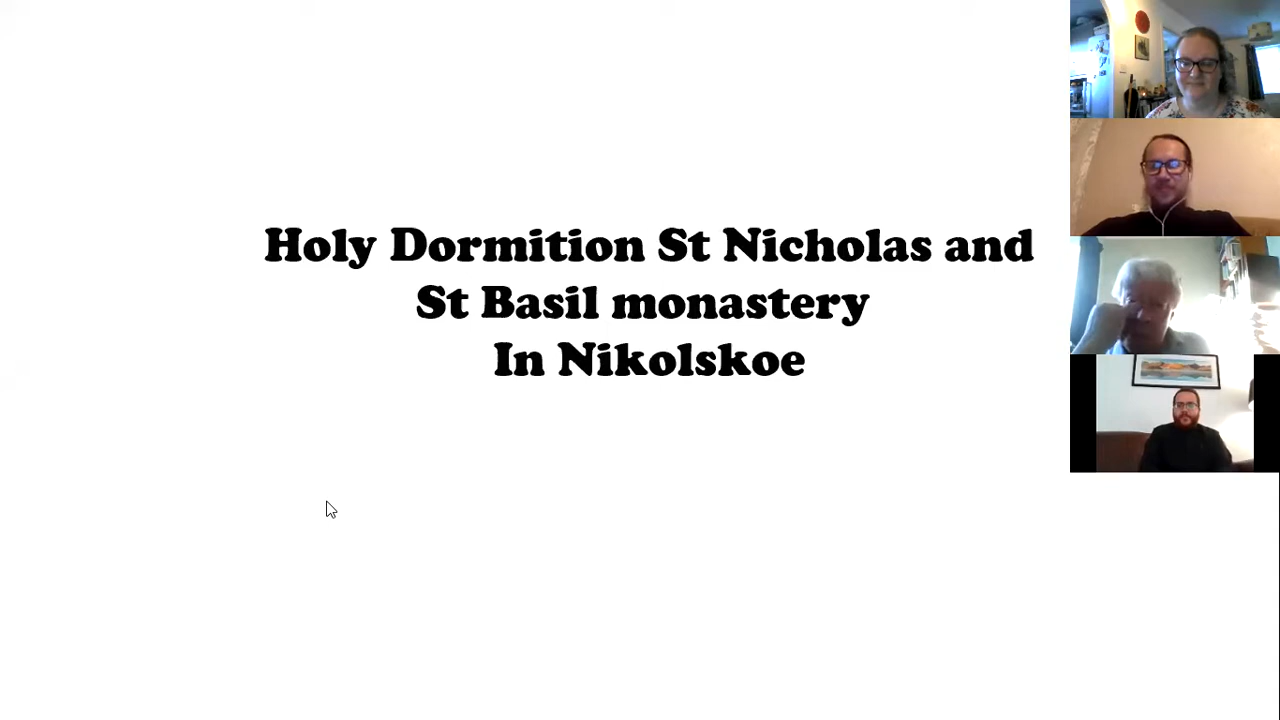 Holy Dormition St Nicholas and
St Basil monastery
In Nikolskoe